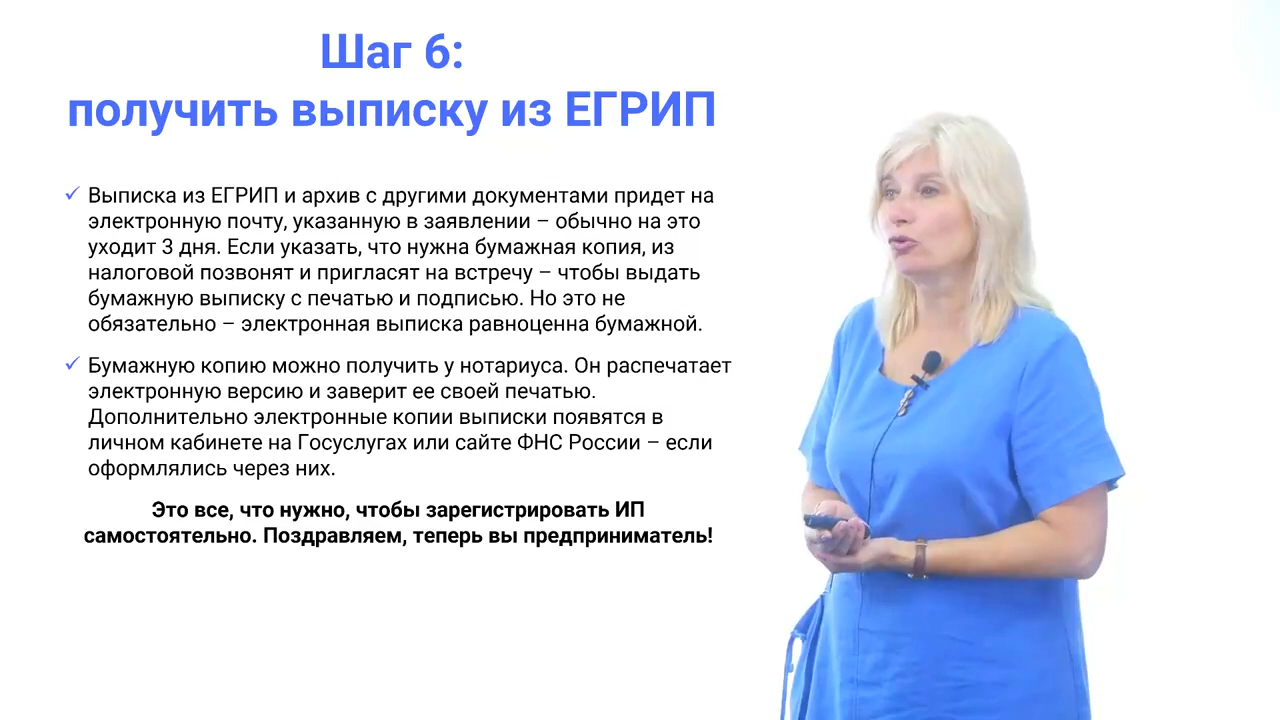 Шаг 6:
получить выписку из ЕГРИП
✓ Выписка из ЕГРИП и архив с другими документами придет на
электронную почту, указанную в заявлении – обычно на это
уходит 3 дня. Если указать, что нужна бумажная копия, из
налоговой позвонят и пригласят на встречу – чтобы выдать
бумажную выписку с печатью и подписью. Но это не
обязательно – электронная выписка равноценна бумажной.
✓ Бумажную копию можно получить у нотариуса. Он распечатает
электронную версию и заверит ее своей печатью.
Дополнительно электронные копии выписки появятся в
личном кабинете на Госуслугах или сайте ФНС России – если
оформлялись через них.
Это все, что нужно, чтобы зарегистрировать ИП
самостоятельно. Поздравляем, теперь вы предприниматель!